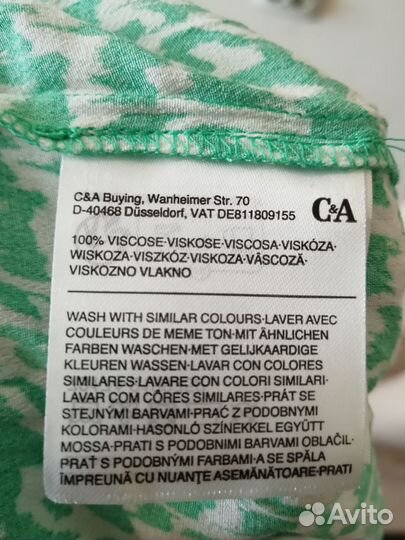 C&A Buying, Wanheimer Str. 70
D-40468 Düsseldorf, VAT DE811809155
C&A
100% VISCOSE·VISKOSE·VISCOSA·VISKÓZA·
WISKOZA·VISZKÓZ·VISKOZA·VÂSCOZĂ·
VISKOZNO VLAKNO
WASH WITH SIMILAR COLOURS·LAVER AVEC
COULEURS DE MEME TON·MIT ÄHNLICHEN
FARBEN WASCHEN·MET GELIJKAARDIGE
KLEUREN WASSEN·LAVAR CON COLORES
SIMILARES·LAVARE CON COLORI SIMILARI·
LAVAR COM CÔRES SIMILARES·PRÁT SE
STEJNÝMI BARVAMI·PRAĆ Z PODOBNYMI
KOLORAMI·HASONLÓ SZÍNEKKEL EGYÜTT
MOSSA·PRATI S PODOBNIMI BARVAMI OBLAČIL·
PRAŤ S PODOBNÝMI FARBAMI·A SE SPĂLA
ÎMPREUNĂ CU NUANŢE ASEMĂNĂTOARE·PRATI
Avito